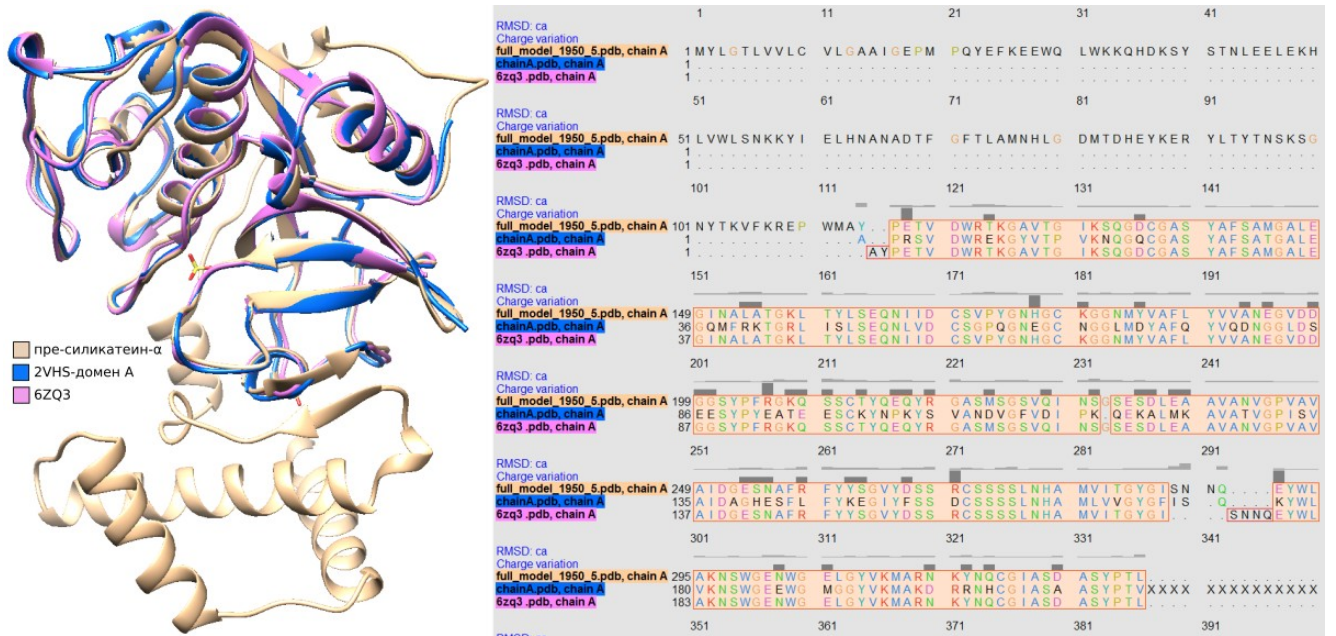 пре-силикатеин-α
2VHS-домен A
6ZQ3
1 11 21 31 41
RMSD: ca
Charge variation
full_model_1950_5.pdb, chain A 1 MYLGTLVVLC VLGAAIGEPM PQYEFKEEWQ LWKKQHDKSY STNLEELEKH
chainA.pdb, chain A 1 .......... .......... .......... .......... ..........
6zq3 .pdb, chain A 1 .......... .......... .......... .......... ..........
51 61 71 81 91
RMSD: ca
Charge variation
full_model_1950_5.pdb, chain A 51 LVWLSNKKYI ELHNANADTF GFTLAMNHLG DMTDHEYKER YLTYTNSKSG
chainA.pdb, chain A 1 .......... .......... .......... .......... ..........
6zq3 .pdb, chain A 1 .......... .......... .......... .......... ..........
101 111 121 131 141
RMSD: ca
Charge variation
full_model_1950_5.pdb, chain A 101 NYTKVFKREP WMAY..PETV DWRTKGAVTG IKSQGDCGAS YAFSAMGALE
chainA.pdb, chain A 1 .......... ...A..PRSV DWREKGYVTP VKNQGQCGAS YAFSATGALE
6zq3 .pdb, chain A 1 .......... ....AYPETV DWRTKGAVTG IKSQGDCGAS YAFSAMGALE
151 161 171 181 191
RMSD: ca
Charge variation
full_model_1950_5.pdb, chain A 149 GINALATGKL TYLSEQNIID CSVPYGNHGC KGGNMYVAFL YVVANEGVDD
chainA.pdb, chain A 36 GQMFRKTGRL ISLSEQNLVD CSGPQGNEGC NGGLMDYAFQ YVQDNGGLDS
6zq3 .pdb, chain A 37 GINALATGKL TYLSEQNIID CSVPYGNHGC NGGNMYVAFL YVVANEGVDD
201 211 221 231 241
RMSD: ca
Charge variation
full_model_1950_5.pdb, chain A 199 GGSYPFRGKQ SSCTYQEQYR GASMSGSVQI NSGSESDLEA AVANVGPVAV
chainA.pdb, chain A 86 EESYPYEATE ESCKYNPKYS VANDVGFVDI PKLQEKALMK AVATVGPISV
6zq3 .pdb, chain A 87 GGSYPFRGKQ SSCTYQEQYR GASMSGSVQI NSGSESDLEA AVANVGPVAV
251 261 271 281 291
RMSD: ca
Charge variation
full_model_1950_5.pdb, chain A 249 AIDGESNAFR FYYSGVYDSS RCSSSSLNHA MVITGYGISN NQ....EYWL
chainA.pdb, chain A 135 AIDAGHESFL FYKEGIYFSS DCSSSSLNHA MLVVGYGFIS .Q....KYWL
6zq3 .pdb, chain A 137 AIDGESNAFR FYYSGVYDSS RCSSSSLNHA MVITGYGI.. ..SNNQEYWL
301 311 321 331 341
RMSD: ca
Charge variation
full_model_1950_5.pdb, chain A 295 AKNSWGENWG ELGYVKMARN KYNQCGIASD ASYPTL.... ..........
chainA.pdb, chain A 180 VKNSWGEEWG MGGYVKMAKD RRNHCGIASA ASYPTVXXXX XXXXXXXXXX
6zq3 .pdb, chain A 183 AKNSWGENWG ELGYVKMARN KYNQCGIASD ASYPTL.... ..........
351 361 371 381 391